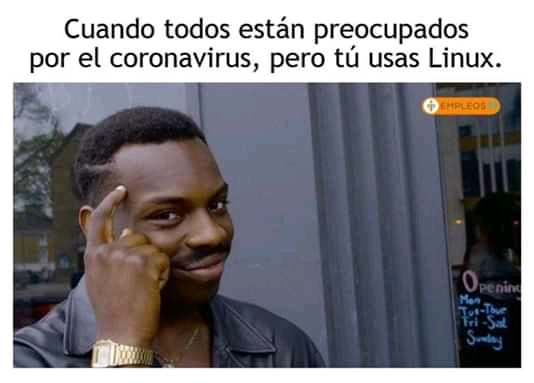 Cuando todos están preocupados
por el coronavirus, pero tú usas Linux.
EMPLEOS
Opening
Mon
Tue-Thur
Fri-Sat
Sunday